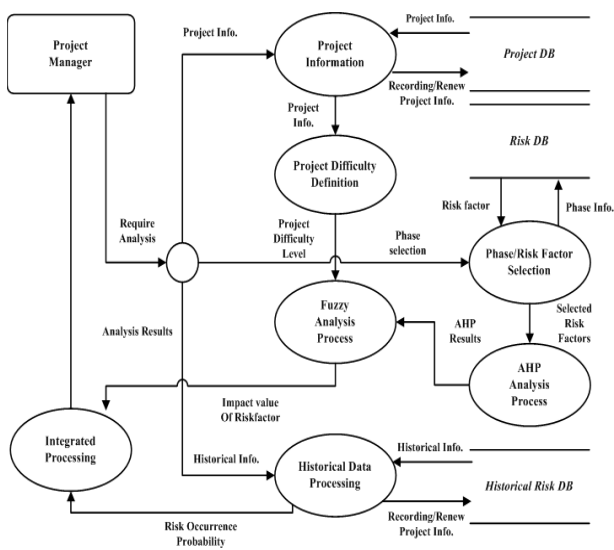 Project
Manager
Project Info.
Project
Information
Project Info.
Project DB
Recording/Renew
Project Info.
Project
Info.
Risk DB
Project Difficulty
Definition
Risk factor
Phase Info.
Require
Analysis
Project
Difficulty
Level
Phase
selection
Phase/Risk Factor
Selection
Analysis Results
Fuzzy
Analysis
Process
AHP
Results
Selected
Risk
Factors
AHP
Analysis
Process
Impact value
Of Riskfactor
Integrated
Processing
Historical Info.
Historical Data
Processing
Historical Info.
Historical Risk DB
Recording/Renew
Project Info.
Risk Occurrence
Probability